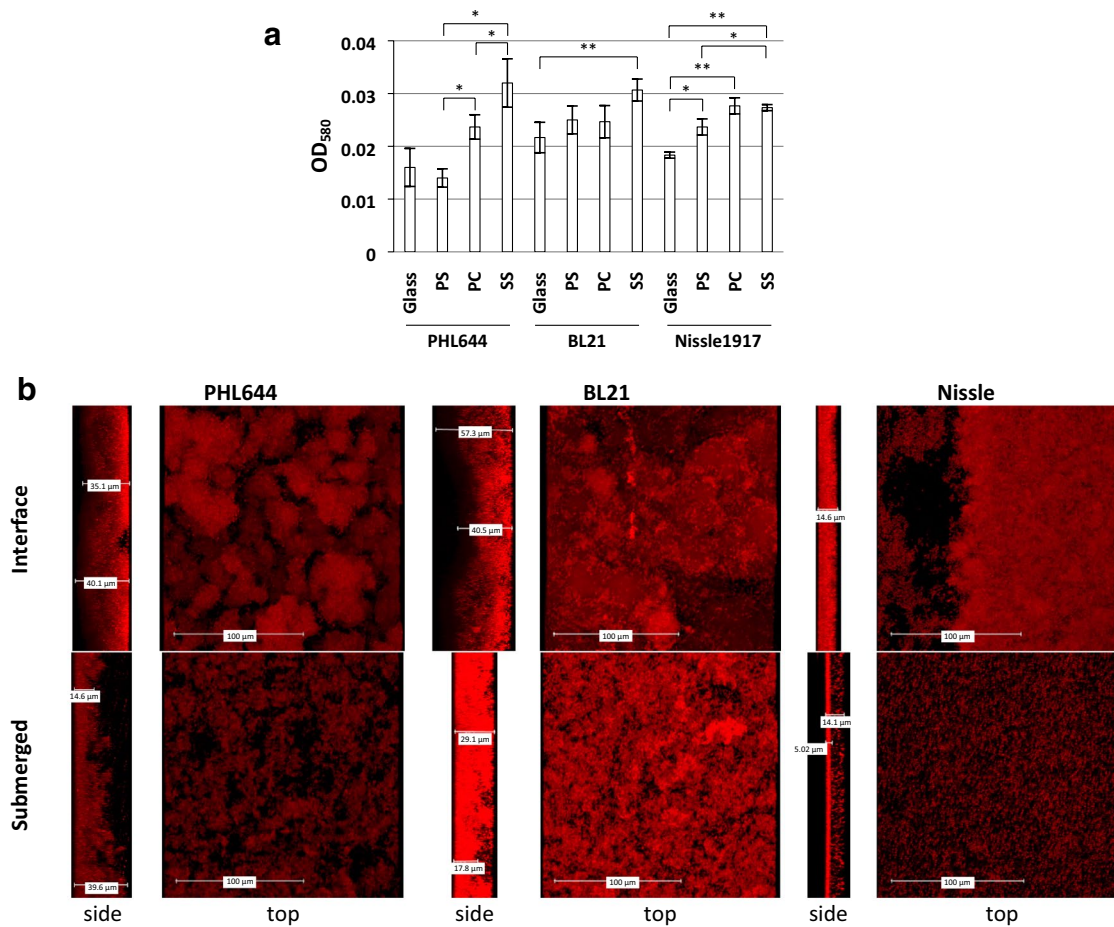 a
* * * ** ** * ** *
0.04
0.03
0.02
0.01
0
OD580
Glass PS PC SS Glass PS PC SS Glass PS PC SS
PHL644 BL21 Nissle1917
b
PHL644 BL21 Nissle
Interface
35.1 µm
40.1 µm
100 µm
57.3 µm
40.5 µm
100 µm
14.6 µm
100 µm
Submerged
14.6 µm
39.6 µm
100 µm
29.1 µm
17.8 µm
100 µm
14.1 µm
5.02 µm
100 µm
side top side top side top